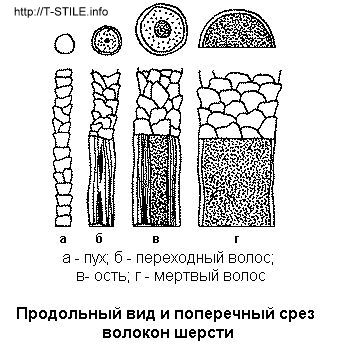 http://T-STILE.info
а б в г
а - пух; б - переходный волос;
в- ость; г - мертвый волос
Продольный вид и поперечный срез
волокон шерсти